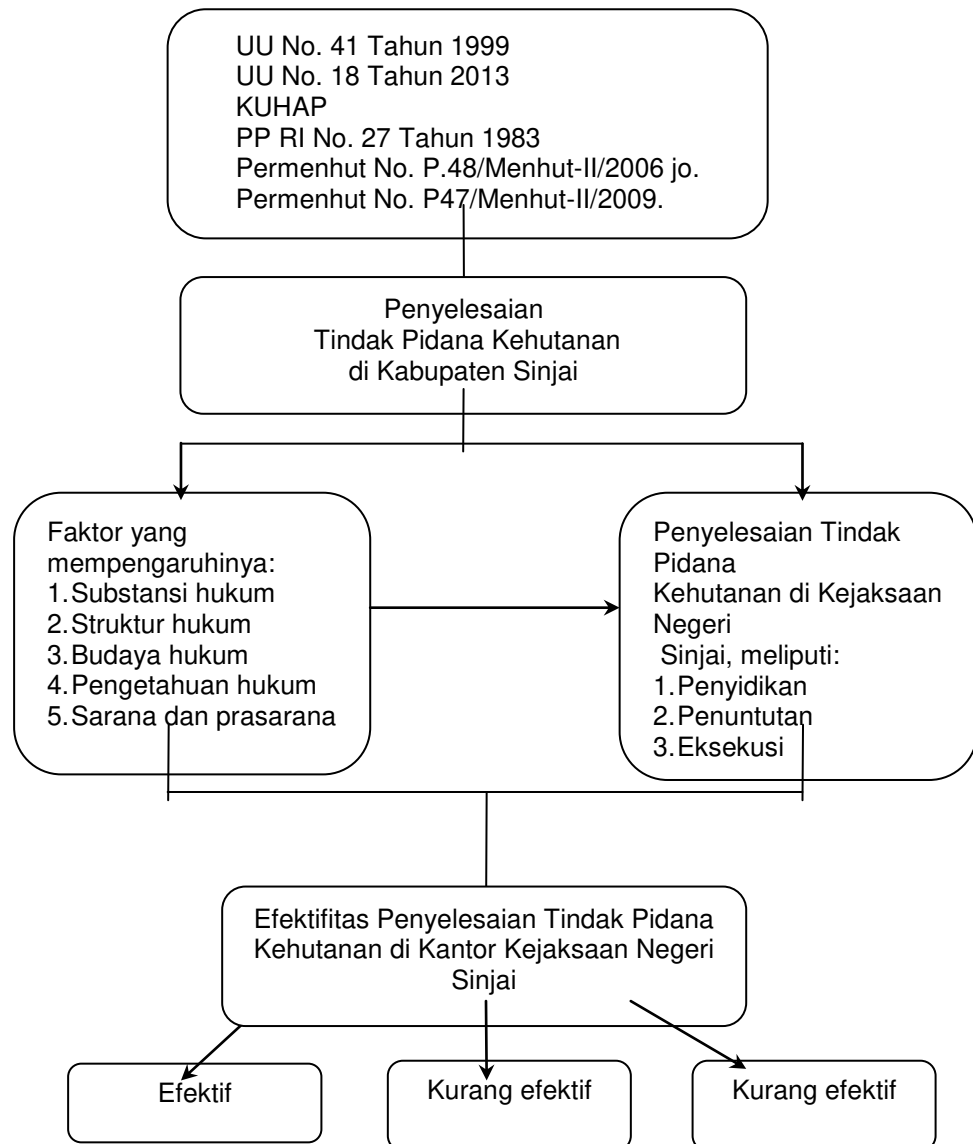 UU No. 41 Tahun 1999
UU No. 18 Tahun 2013
KUHAP
PP RI No. 27 Tahun 1983
Permenhut No. P.48/Menhut-II/2006 jo.
Permenhut No. P47/Menhut-II/2009.
Penyelesaian
Tindak Pidana Kehutanan
di Kabupaten Sinjai
Faktor yang
mempengaruhinya:
1.Substansi hukum
2.Struktur hukum
3.Budaya hukum
4.Pengetahuan hukum
5.Sarana dan prasarana
Penyelesaian Tindak
Pidana
Kehutanan di Kejaksaan
Negeri
Sinjai, meliputi:
1.Penyidikan
2.Penuntutan
3.Eksekusi
Efektifitas Penyelesaian Tindak Pidana
Kehutanan di Kantor Kejaksaan Negeri
Sinjai
Efektif
Kurang efektif
Kurang efektif